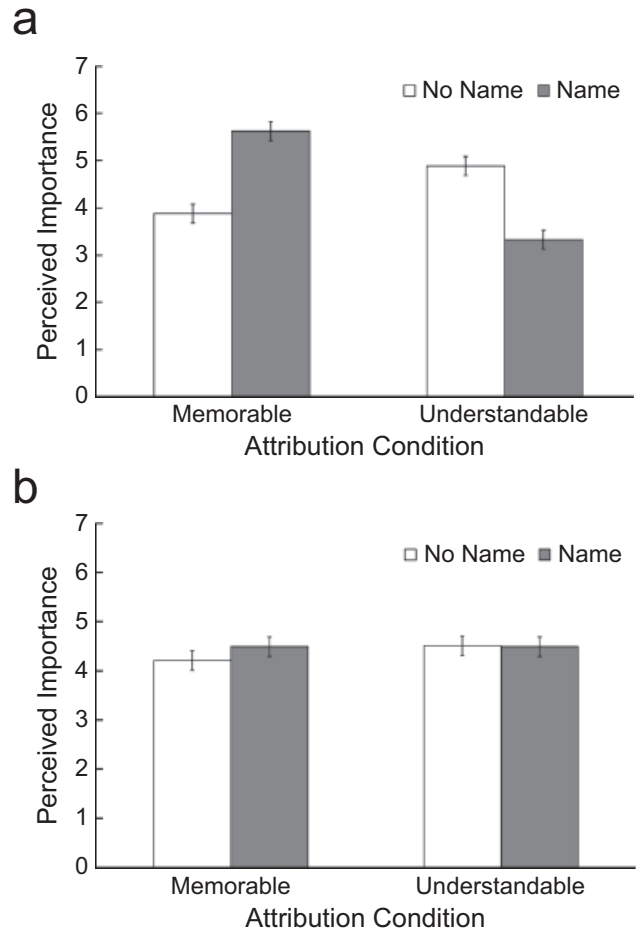 a
7
6
5
4
3
2
1
0
Perceived Importance
No Name Name
Memorable Understandable
Attribution Condition
b
7
6
5
4
3
2
1
0
Perceived Importance
No Name Name
Memorable Understandable
Attribution Condition